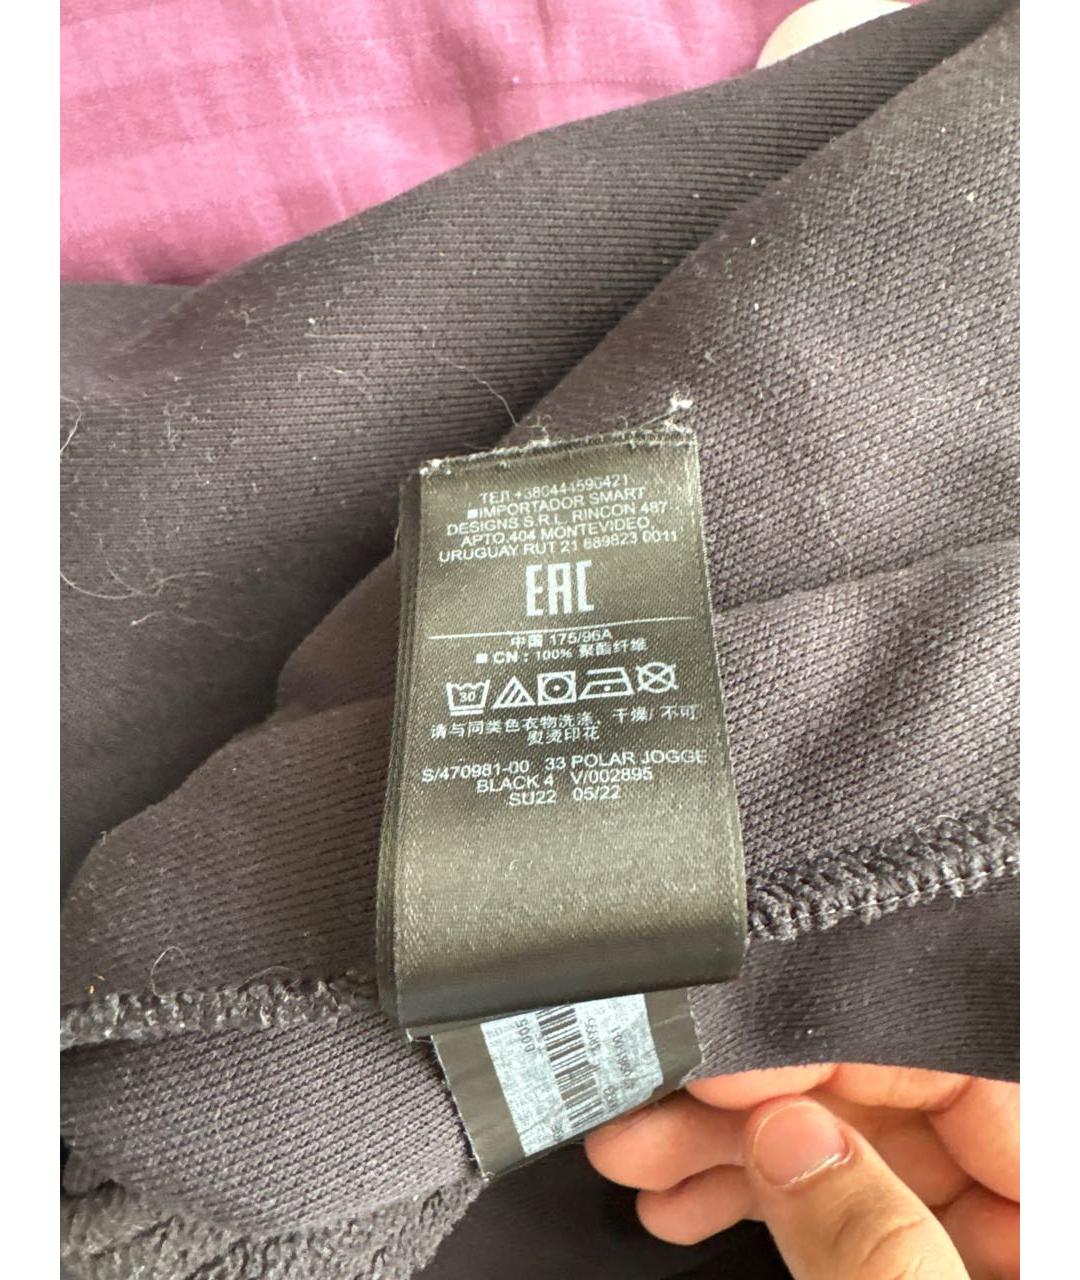 ТЕЛ.+380444590421
■IMPORTADOR SMART
DESIGNS S.R.L. RINCON 487
APTO.404 MONTEVIDEO,
URUGUAY RUT 21 689823 0011
EAC
中国 175/96A
■ CN : 100% 聚酯纤维
30
请与同类色衣物洗涤、干燥/ 不可
熨烫印花
S/470981-00 33 POLAR JOGGE
BLACK 4 V/002895
SU22 05/22
0005